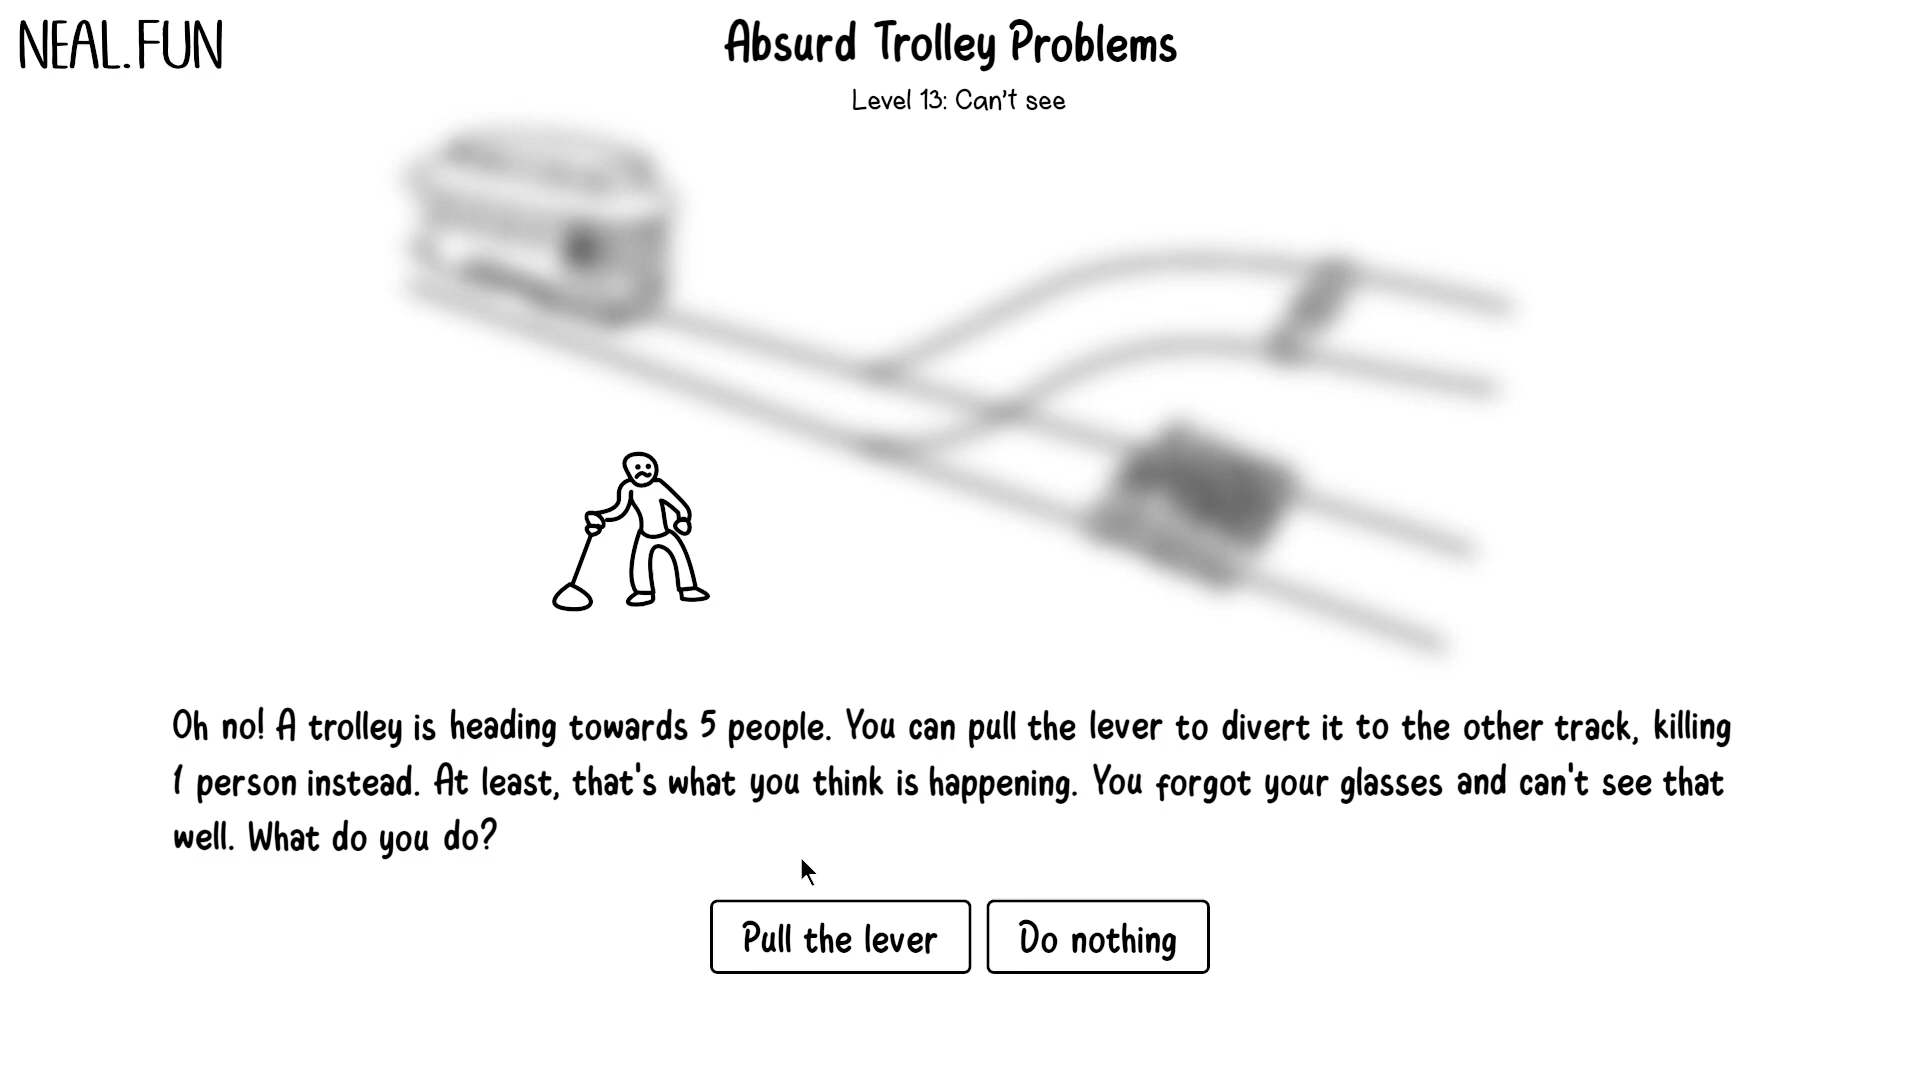 NEAL.FUN
Absurd Trolley Problems
Level 13: Can't see
Oh no! A trolley is heading towards 5 people. You can pull the lever to divert it to the other track, killing
1 person instead. At least, that's what you think is happening. You forgot your glasses and can't see that
well. What do you do?
Pull the lever
Do nothing